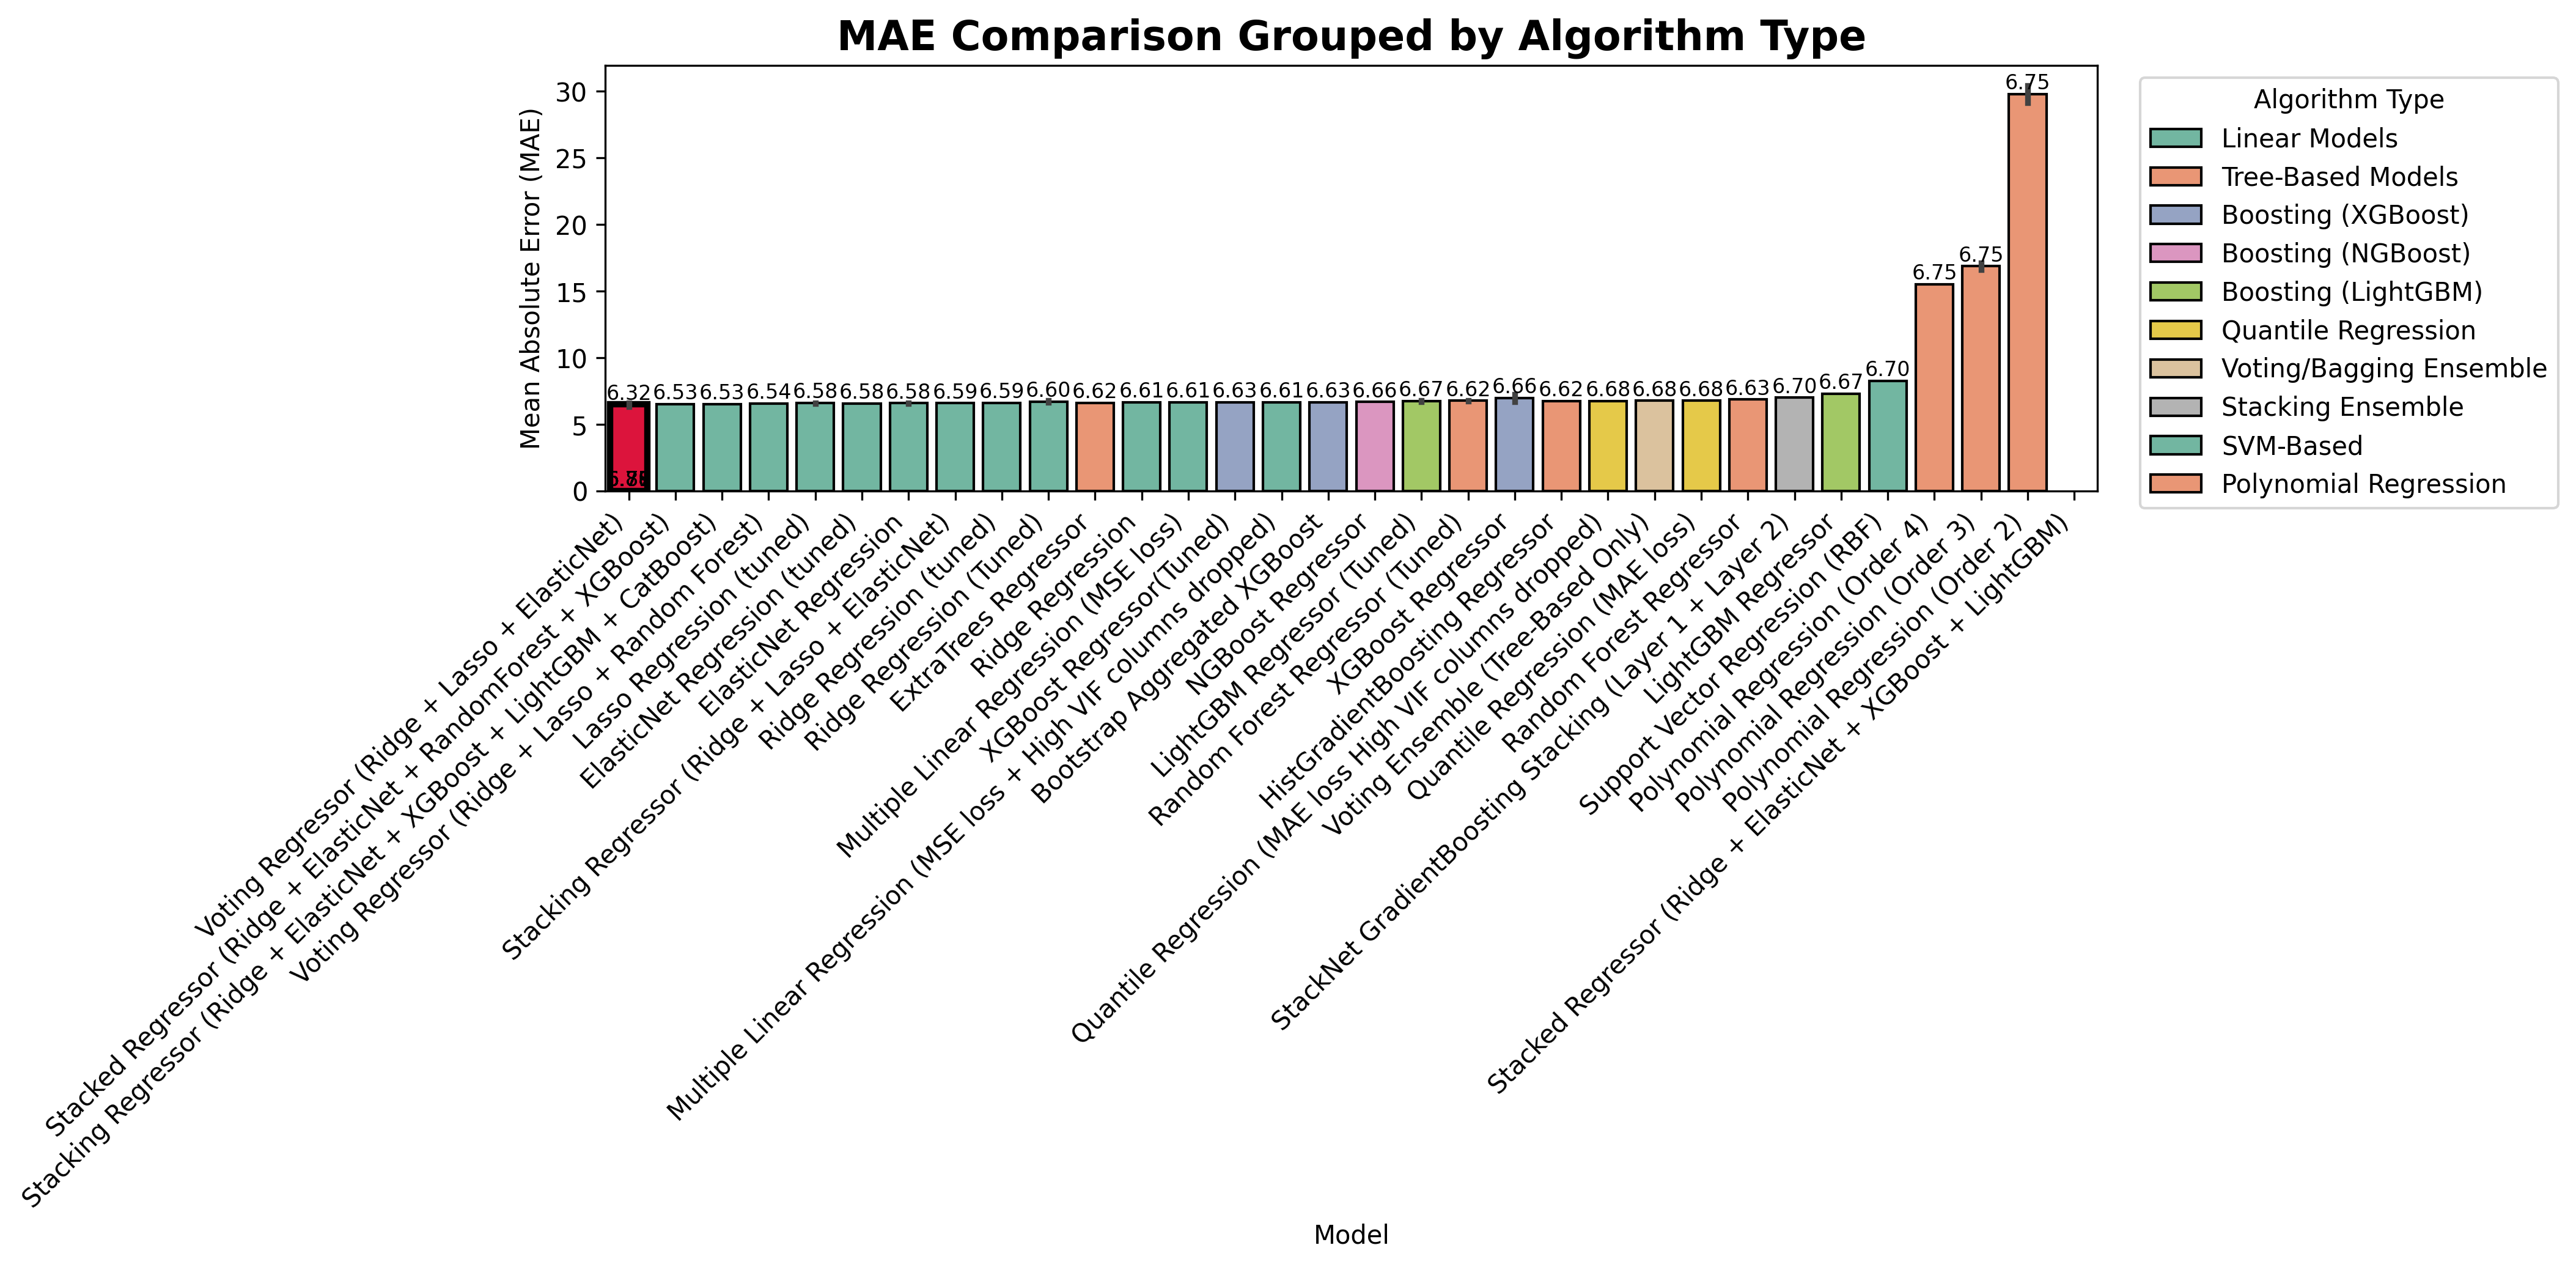 MAE Comparison Grouped by Algorithm Type
Mean Absolute Error (MAE)
30
25
20
15
10
5
0
6.32
6.53
6.53
6.54
6.58
6.58
6.58
6.59
6.59
6.60
6.62
6.61
6.61
6.63
6.61
6.63
6.66
6.67
6.62
6.66
6.62
6.68
6.68
6.68
6.63
6.70
6.67
6.70
6.75
6.75
6.75
Voting Regressor (Ridge + Lasso + ElasticNet)
Stacked Regressor (Ridge + ElasticNet + RandomForest + XGBoost)
Stacking Regressor (Ridge + ElasticNet + XGBoost + LightGBM + CatBoost)
Voting Regressor (Ridge + Lasso + Random Forest)
Lasso Regression (tuned)
ElasticNet Regression (tuned)
ElasticNet Regression
Stacking Regressor (Ridge + Lasso + ElasticNet)
Ridge Regression (tuned)
Ridge Regression (Tuned)
ExtraTrees Regressor
Ridge Regression
Multiple Linear Regression (MSE loss)
XGBoost Regressor(Tuned)
Multiple Linear Regression (MSE loss + High VIF columns dropped)
Bootstrap Aggregated XGBoost
NGBoost Regressor
LightGBM Regressor (Tuned)
Random Forest Regressor (Tuned)
XGBoost Regressor
HistGradientBoosting Regressor
Quantile Regression (MAE loss High VIF columns dropped)
Voting Ensemble (Tree-Based Only)
Quantile Regression (MAE loss)
Random Forest Regressor
StackNet GradientBoosting Stacking (Layer 1 + Layer 2)
LightGBM Regressor
Support Vector Regression (RBF)
Polynomial Regression (Order 4)
Polynomial Regression (Order 3)
Polynomial Regression (Order 2)
Stacked Regressor (Ridge + ElasticNet + XGBoost + LightGBM)
Model
Algorithm Type
Linear Models
Tree-Based Models
Boosting (XGBoost)
Boosting (NGBoost)
Boosting (LightGBM)
Quantile Regression
Voting/Bagging Ensemble
Stacking Ensemble
SVM-Based
Polynomial Regression